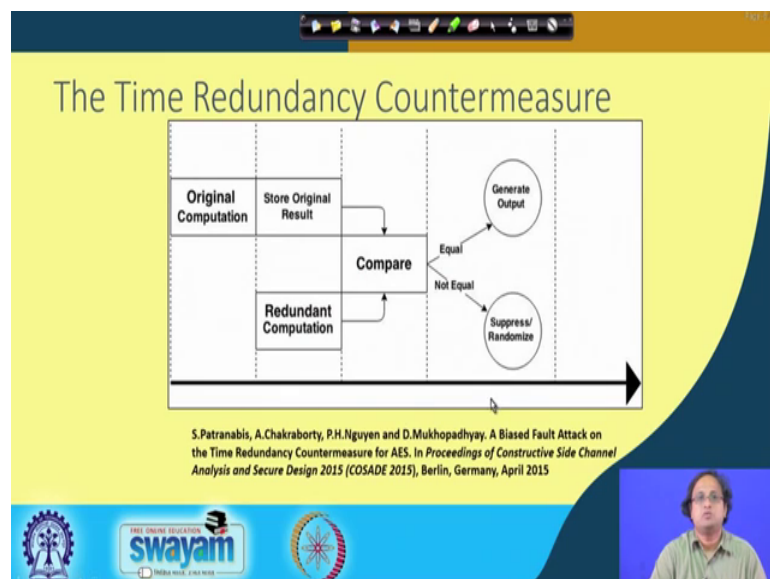 The Time Redundancy Countermeasure
Original
Computation
Store Original
Result
Compare
Redundant
Computation
Equal
Not Equal
Generate
Output
Suppress/
Randomize
S.Patranabis, A.Chakraborty, P.H.Nguyen and D.Mukhopadhyay. A Biased Fault Attack on
the Time Redundancy Countermeasure for AES. In Proceedings of Constructive Side Channel
Analysis and Secure Design 2015 (COSADE 2015), Berlin, Germany, April 2015
FREE ONLINE EDUCATION
swayam